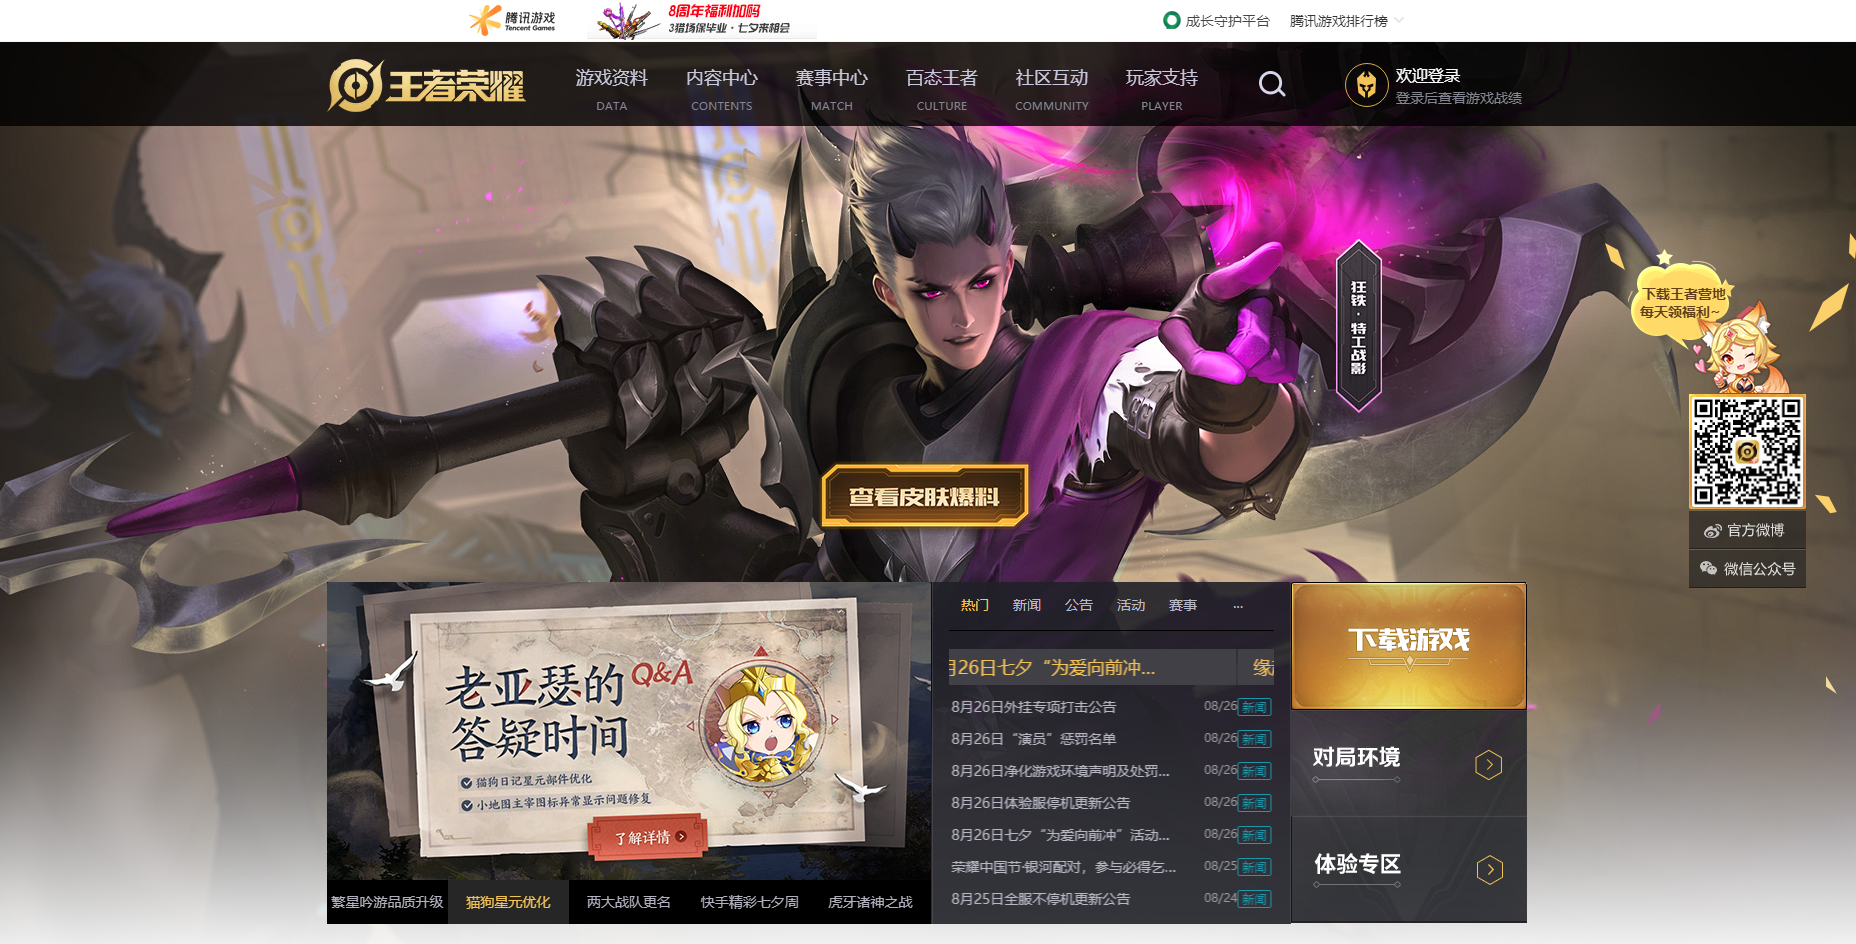 腾讯游戏
Tencent Games
8周年福利加码
3猎场保毕业·七夕来相会
成长守护平台
腾讯游戏排行榜
王者荣耀
游戏资料
DATA
内容中心
CONTENTS
赛事中心
MATCH
百态王者
CULTURE
社区互动
COMMUNITY
玩家支持
PLAYER
欢迎登录
登录后查看游戏战绩
狂铁·特工战影
下载王者营地
每天领福利~
查看皮肤爆料
官方微博
微信公众号
老亚瑟的Q&A
答疑时间
猫狗日记星元部件优化
小地图主宰图标异常显示问题修复
了解详情
繁星吟游品质升级
猫狗星元优化
两大战队更名
快手精彩七夕周
虎牙诸神之战
热门 新闻 公告 活动 赛事 ...
月26日七夕“为爱向前冲... 缘
8月26日外挂专项打击公告 08/26 新闻
8月26日“演员”惩罚名单 08/26 新闻
8月26日净化游戏环境声明及处罚... 08/26 新闻
8月26日体验服停机更新公告 08/26 新闻
8月26日七夕“为爱向前冲”活动... 08/26 新闻
荣耀中国节·银河配对，参与必得乞... 08/25 新闻
8月25日全服不停机更新公告 08/24 新闻
下载游戏
对局环境
体验专区